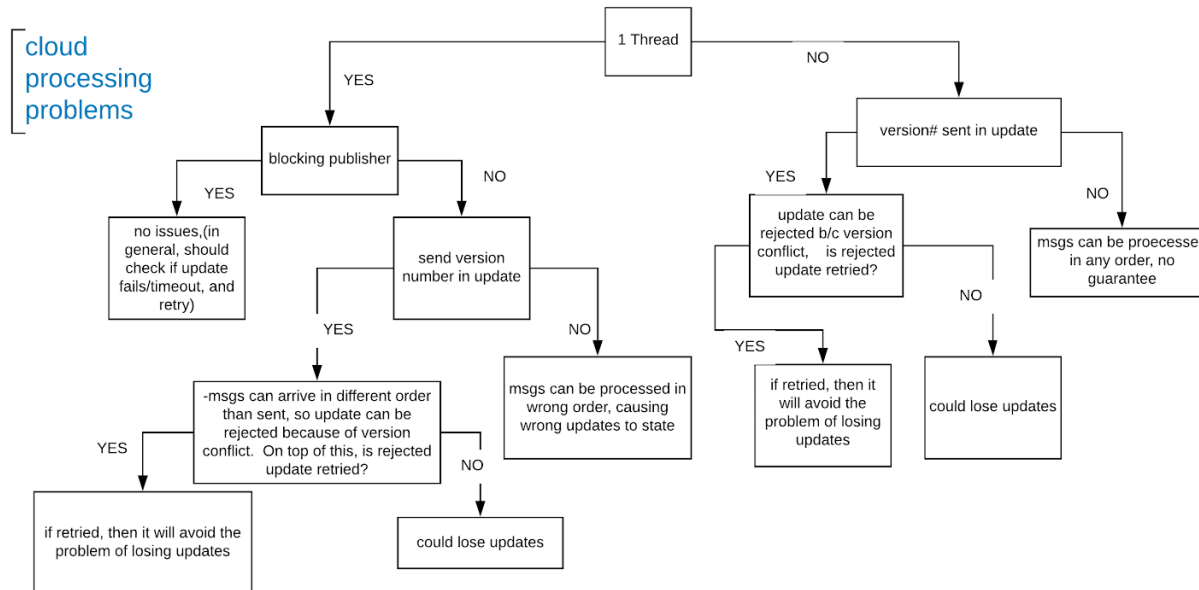 cloud
processing
problems
1 Thread
YES
NO
blocking publisher
version# sent in update
YES
NO
YES
NO
no issues,(in
general, should
check if update
fails/timeout, and
retry)
send version
number in update
update can be
rejected b/c version
conflict, is rejected
update retried?
msgs can be proecesse
in any order, no
guarantee
YES
NO
YES
NO
-msgs can arrive in different order
than sent, so update can be
rejected because of version
conflict. On top of this, is rejected
update retried?
msgs can be processed in
wrong order, causing
wrong updates to state
if retried, then it
will avoid the
problem of losing
updates
could lose updates
YES
NO
if retried, then it will avoid the
problem of losing updates
could lose updates